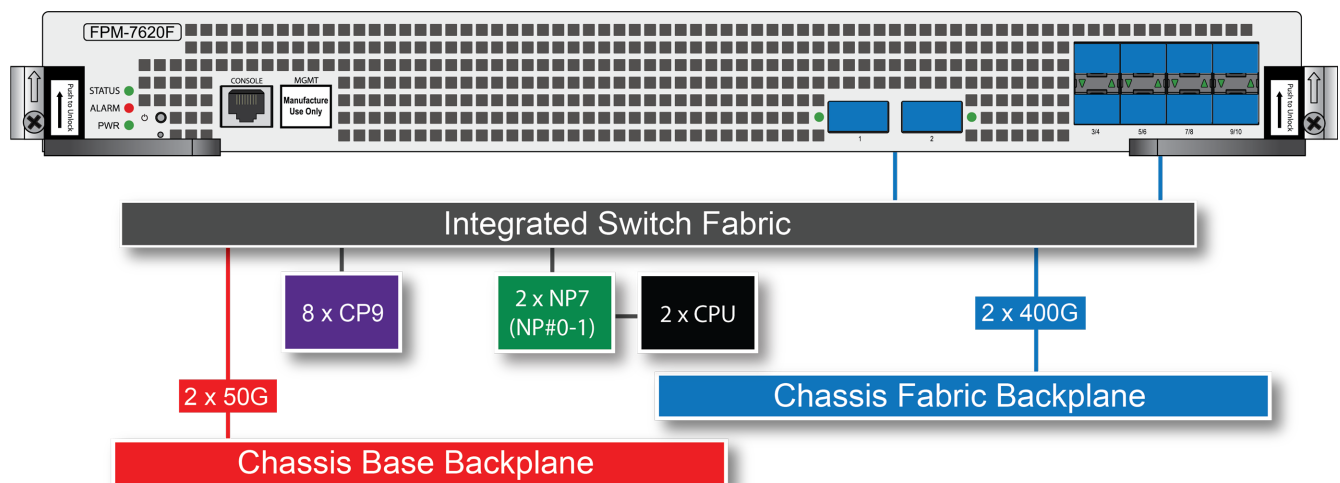 FPM-7620F
STATUS
ALARM
PWR
Push to Unlock
CONSOLE
MGMT
Manufacture
Use Only
1
2
3/4
5/6
7/8
9/10
Push to Unlock
Integrated Switch Fabric
8 x CP9
2 x NP7
(NP#0-1)
2 x CPU
2 x 400G
2 x 50G
Chassis Fabric Backplane
Chassis Base Backplane